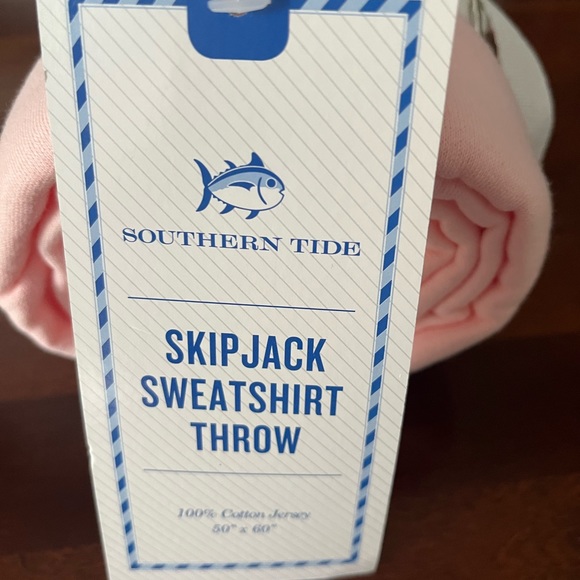 SOUTHERN TIDE
SKIPJACK
SWEATSHIRT
THROW
100% Cotton Jersey
50" x 60"